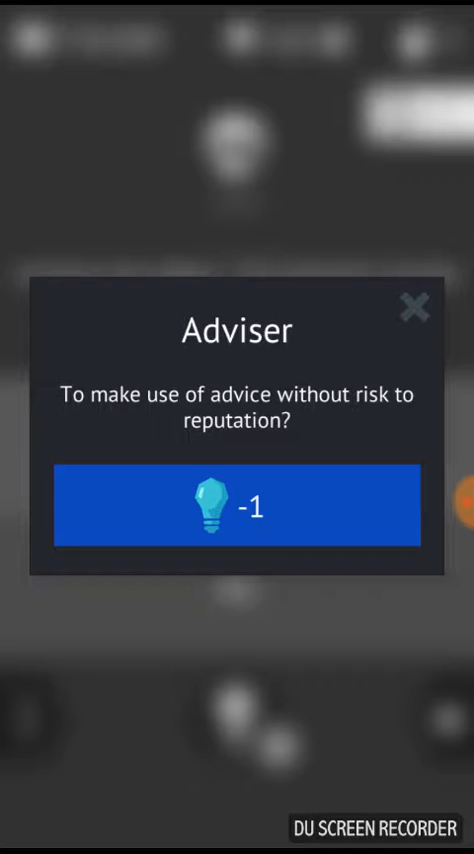 Adviser
To make use of advice without risk to
reputation?
-1
DU SCREEN RECORDER